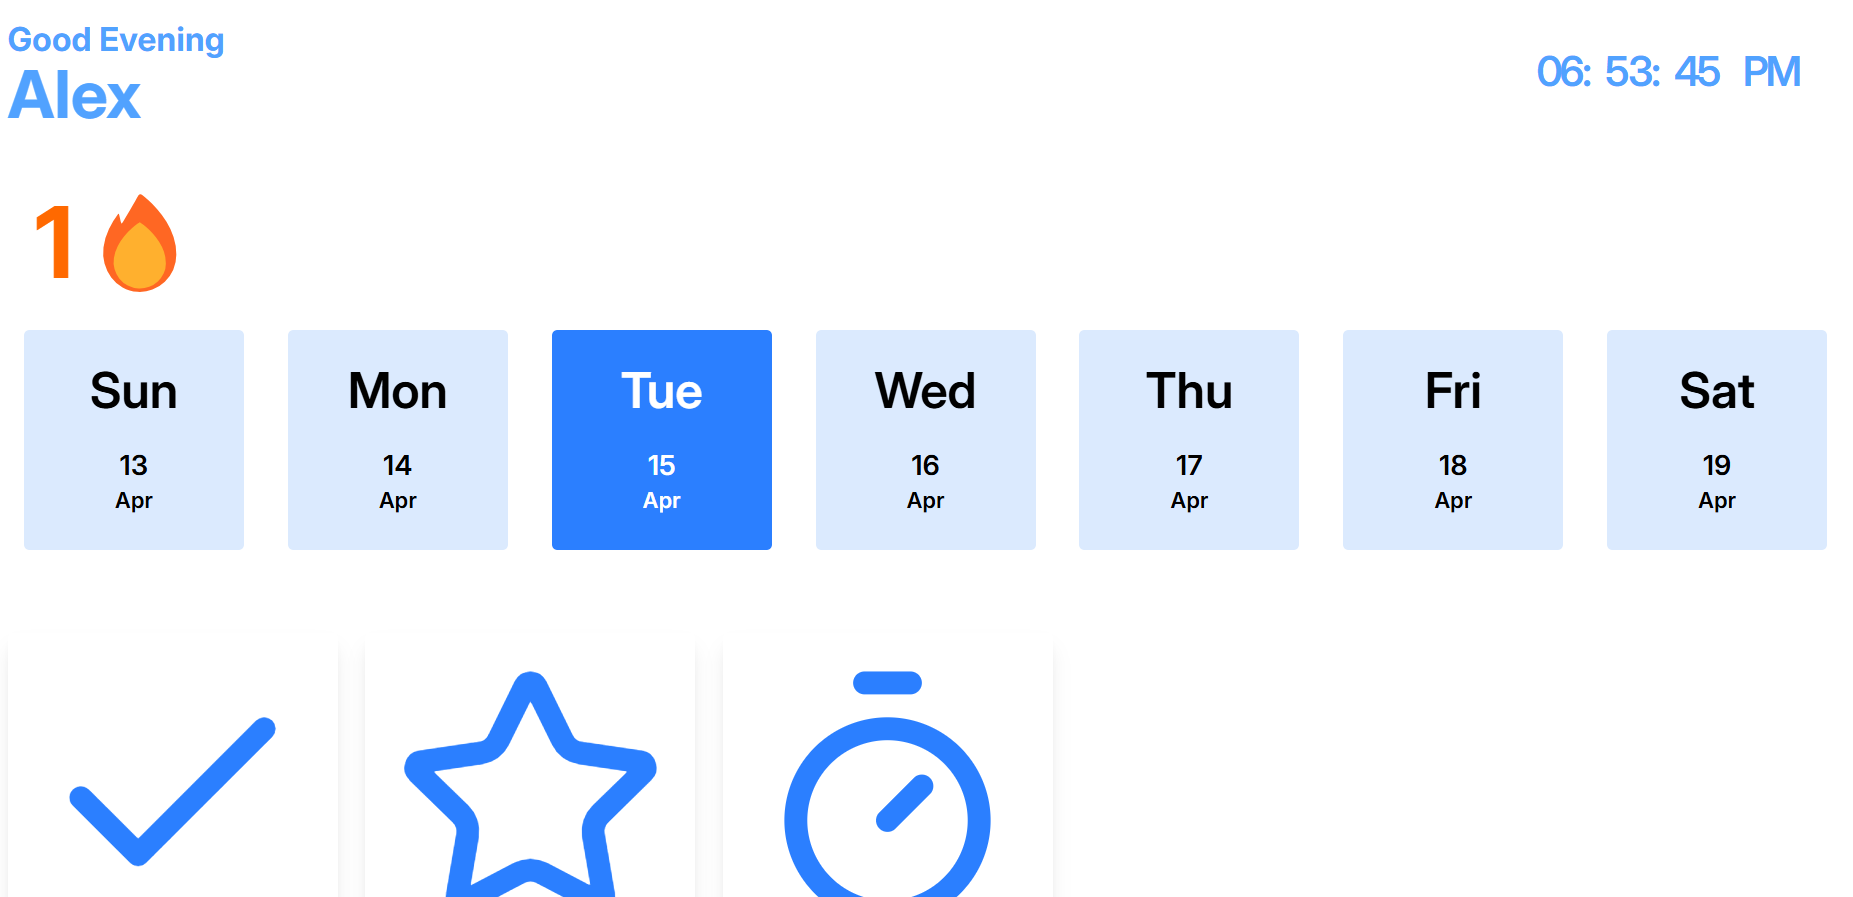 Good Evening
Alex
06: 53: 45 PM
1
Sun
13
Apr
Mon
14
Apr
Tue
15
Apr
Wed
16
Apr
Thu
17
Apr
Fri
18
Apr
Sat
19
Apr